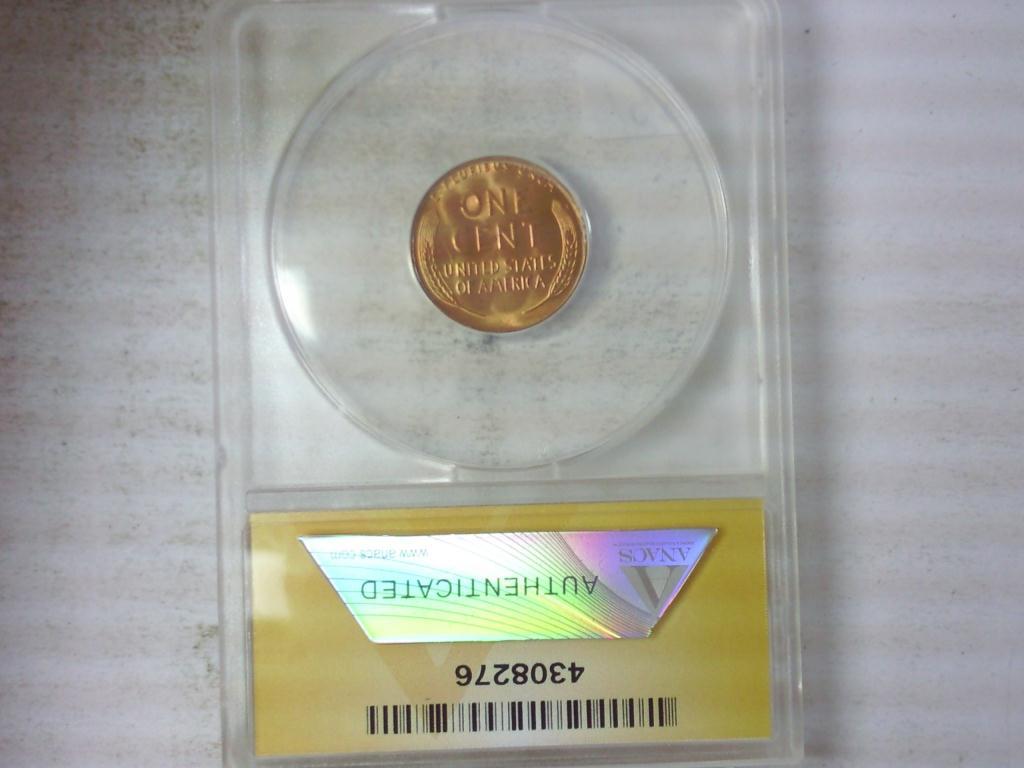 E PLURIBUS UNUM
ONE
CENT
UNITED STATES
OF AMERICA
ANACS
www.anacs.com
AUTHENTICATED
4308276